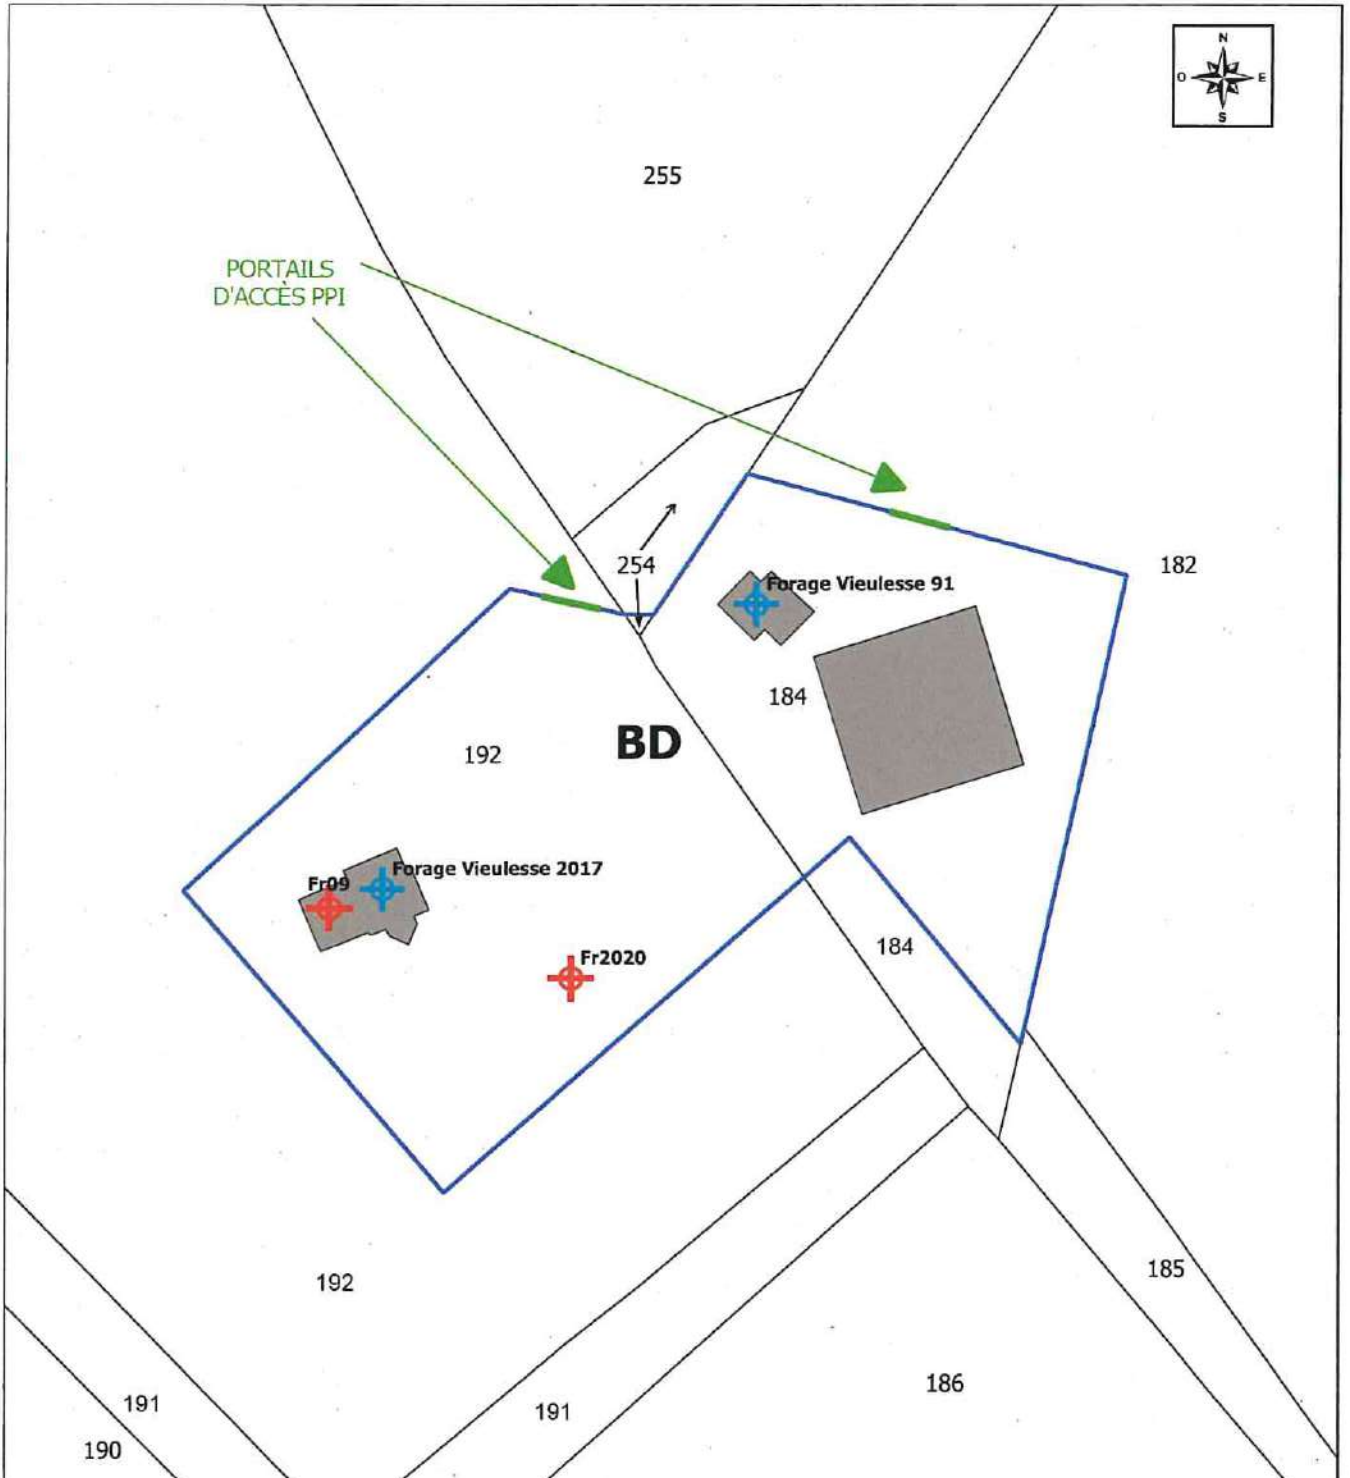 N
O E
S
255
PORTAILS
D'ACCÈS PPI
254
182
Forage Vieulesse 91
184
BD
192
Forage Vieulesse 2017
Fr09
184
Fr2020
185
192
186
191
191
190